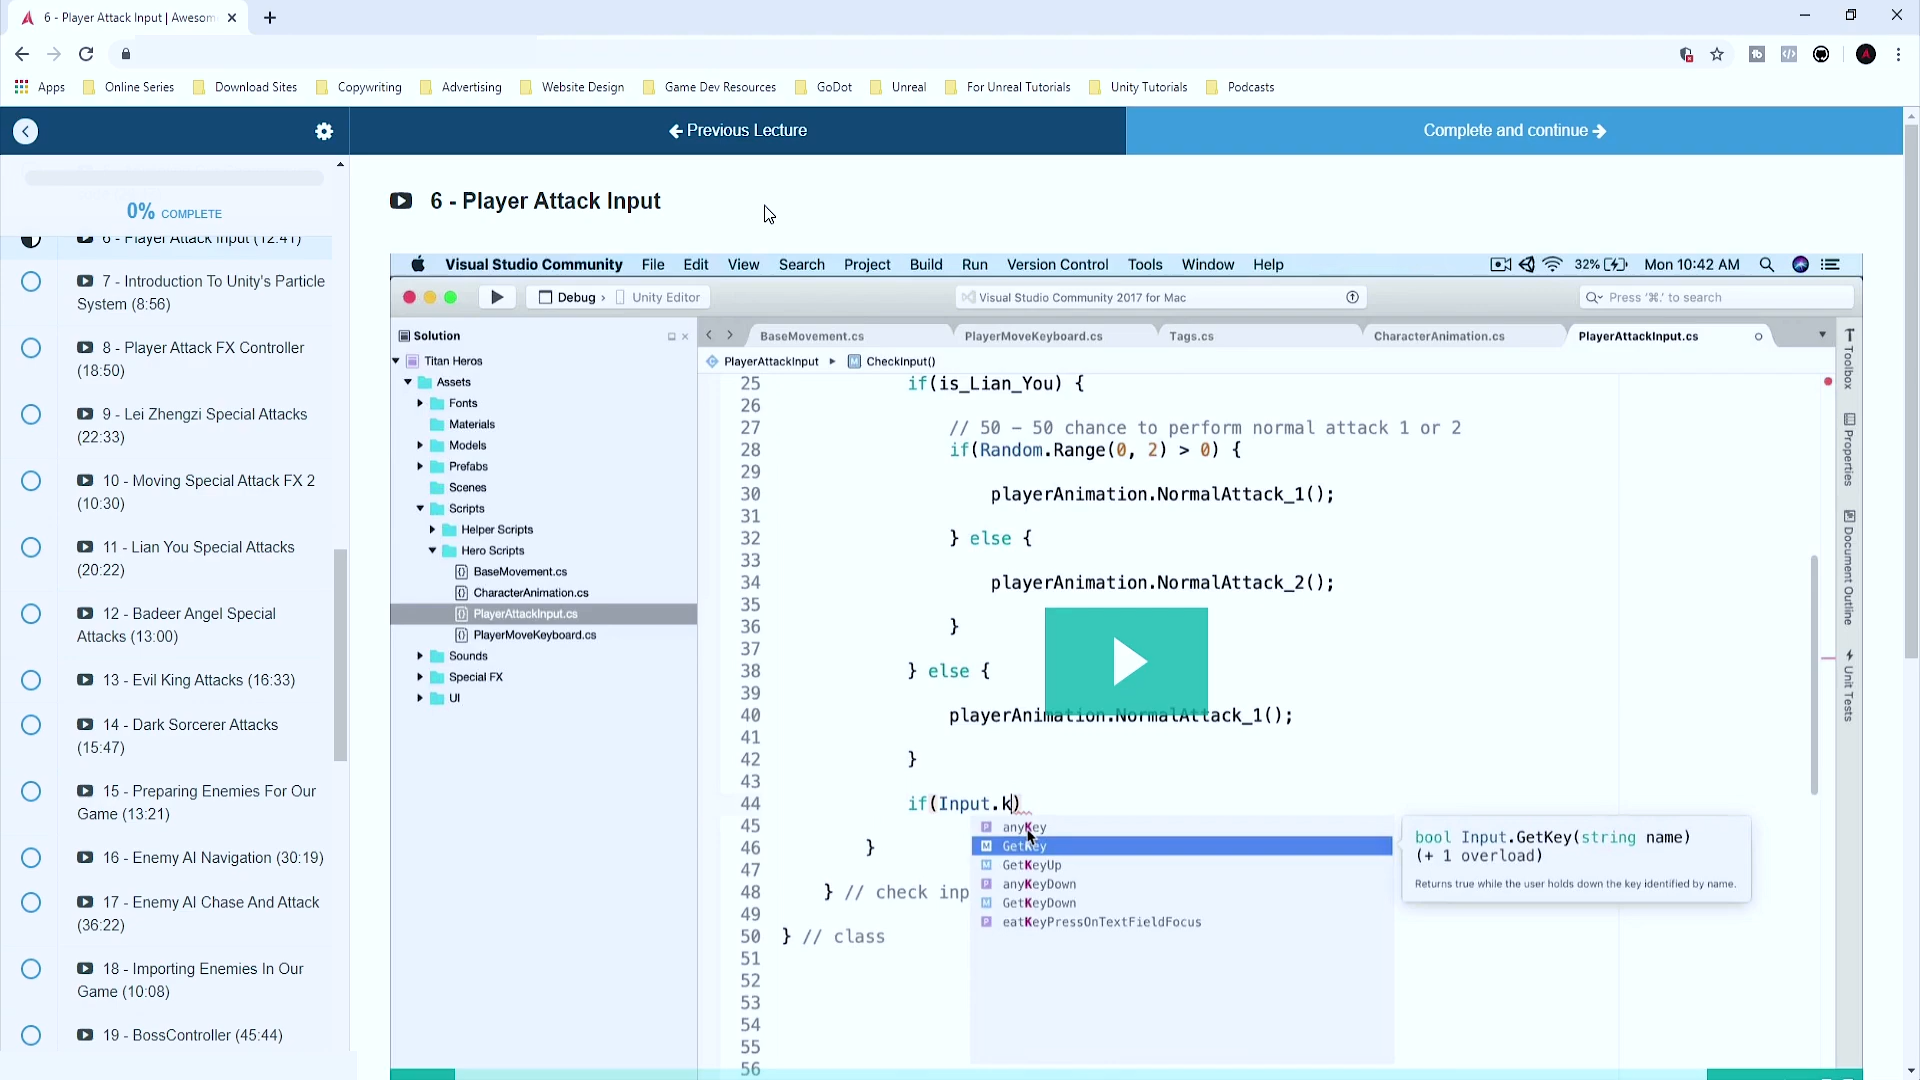 6 - Player Attack Input | Awesom
Apps
Online Series
Download Sites
Copywriting
Advertising
Website Design
Game Dev Resources
GoDot
Unreal
For Unreal Tutorials
Unity Tutorials
Podcasts
Previous Lecture
Complete and continue
0% COMPLETE
6 - Player Attack Input (12:41)
7 - Introduction To Unity's Particle
System (8:56)
8 - Player Attack FX Controller
(18:50)
9 - Lei Zhengzi Special Attacks
(22:33)
10 - Moving Special Attack FX 2
(10:30)
11 - Lian You Special Attacks
(20:22)
12 - Badeer Angel Special
Attacks (13:00)
13 - Evil King Attacks (16:33)
14 - Dark Sorcerer Attacks
(15:47)
15 - Preparing Enemies For Our
Game (13:21)
16 - Enemy AI Navigation (30:19)
17 - Enemy AI Chase And Attack
(36:22)
18 - Importing Enemies In Our
Game (10:08)
19 - BossController (45:44)
6 - Player Attack Input
Visual Studio Community File Edit View Search Project Build Run Version Control Tools Window Help
32% Mon 10:42 AM
Debug › Unity Editor
Visual Studio Community 2017 for Mac
Press '⌘.' to search
Solution
Titan Heros
Assets
Fonts
Materials
Models
Prefabs
Scenes
Scripts
Helper Scripts
Hero Scripts
BaseMovement.cs
CharacterAnimation.cs
PlayerAttackInput.cs
PlayerMoveKeyboard.cs
Sounds
Special FX
UI
BaseMovement.cs
PlayerMoveKeyboard.cs
Tags.cs
CharacterAnimation.cs
PlayerAttackInput.cs
PlayerAttackInput ▸ CheckInput()
25 if(is_Lian_You) {
26
27 // 50 – 50 chance to perform normal attack 1 or 2
28 if(Random.Range(0, 2) > 0) {
29
30 playerAnimation.NormalAttack_1();
31
32 } else {
33
34 playerAnimation.NormalAttack_2();
35
36 }
37
38 } else {
39
40 playerAnimation.NormalAttack_1();
41
42 }
43
44 if(Input.k)
45
46 }
47
48 } // check inp
49
50 } // class
51
52
53
54
55
56
anyKey
GetKey
GetKeyUp
anyKeyDown
GetKeyDown
eatKeyPressOnTextFieldFocus
bool Input.GetKey(string name)
(+ 1 overload)
Returns true while the user holds down the key identified by name.
Toolbox
Properties
Document Outline
Unit Tests